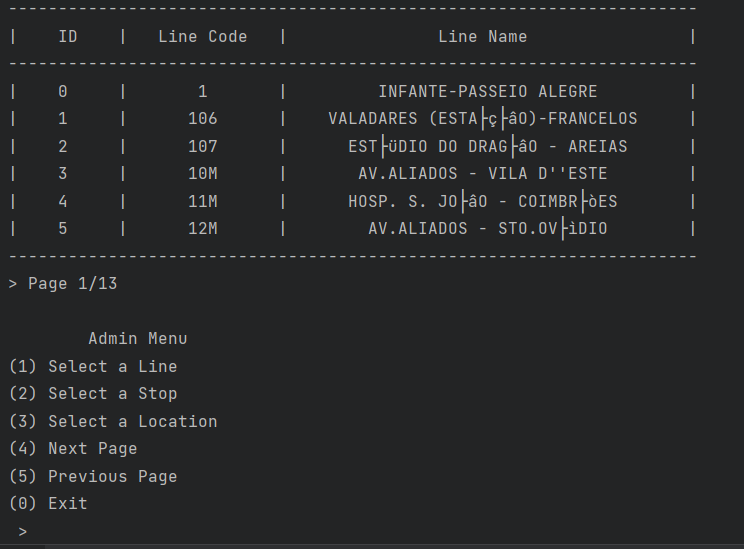 ----------------------------------------------------------------------
| ID | Line Code | Line Name |
----------------------------------------------------------------------
| 0 | 1 | INFANTE-PASSEIO ALEGRE |
| 1 | 106 | VALADARES (ESTA├ç├âO)-FRANCELOS |
| 2 | 107 | EST├üDIO DO DRAG├âO - AREIAS |
| 3 | 10M | AV.ALIADOS - VILA D''ESTE |
| 4 | 11M | HOSP. S. JO├âO - COIMBR├òES |
| 5 | 12M | AV.ALIADOS - STO.OV├ìDIO |
----------------------------------------------------------------------
> Page 1/13
Admin Menu
(1) Select a Line
(2) Select a Stop
(3) Select a Location
(4) Next Page
(5) Previous Page
(0) Exit
>